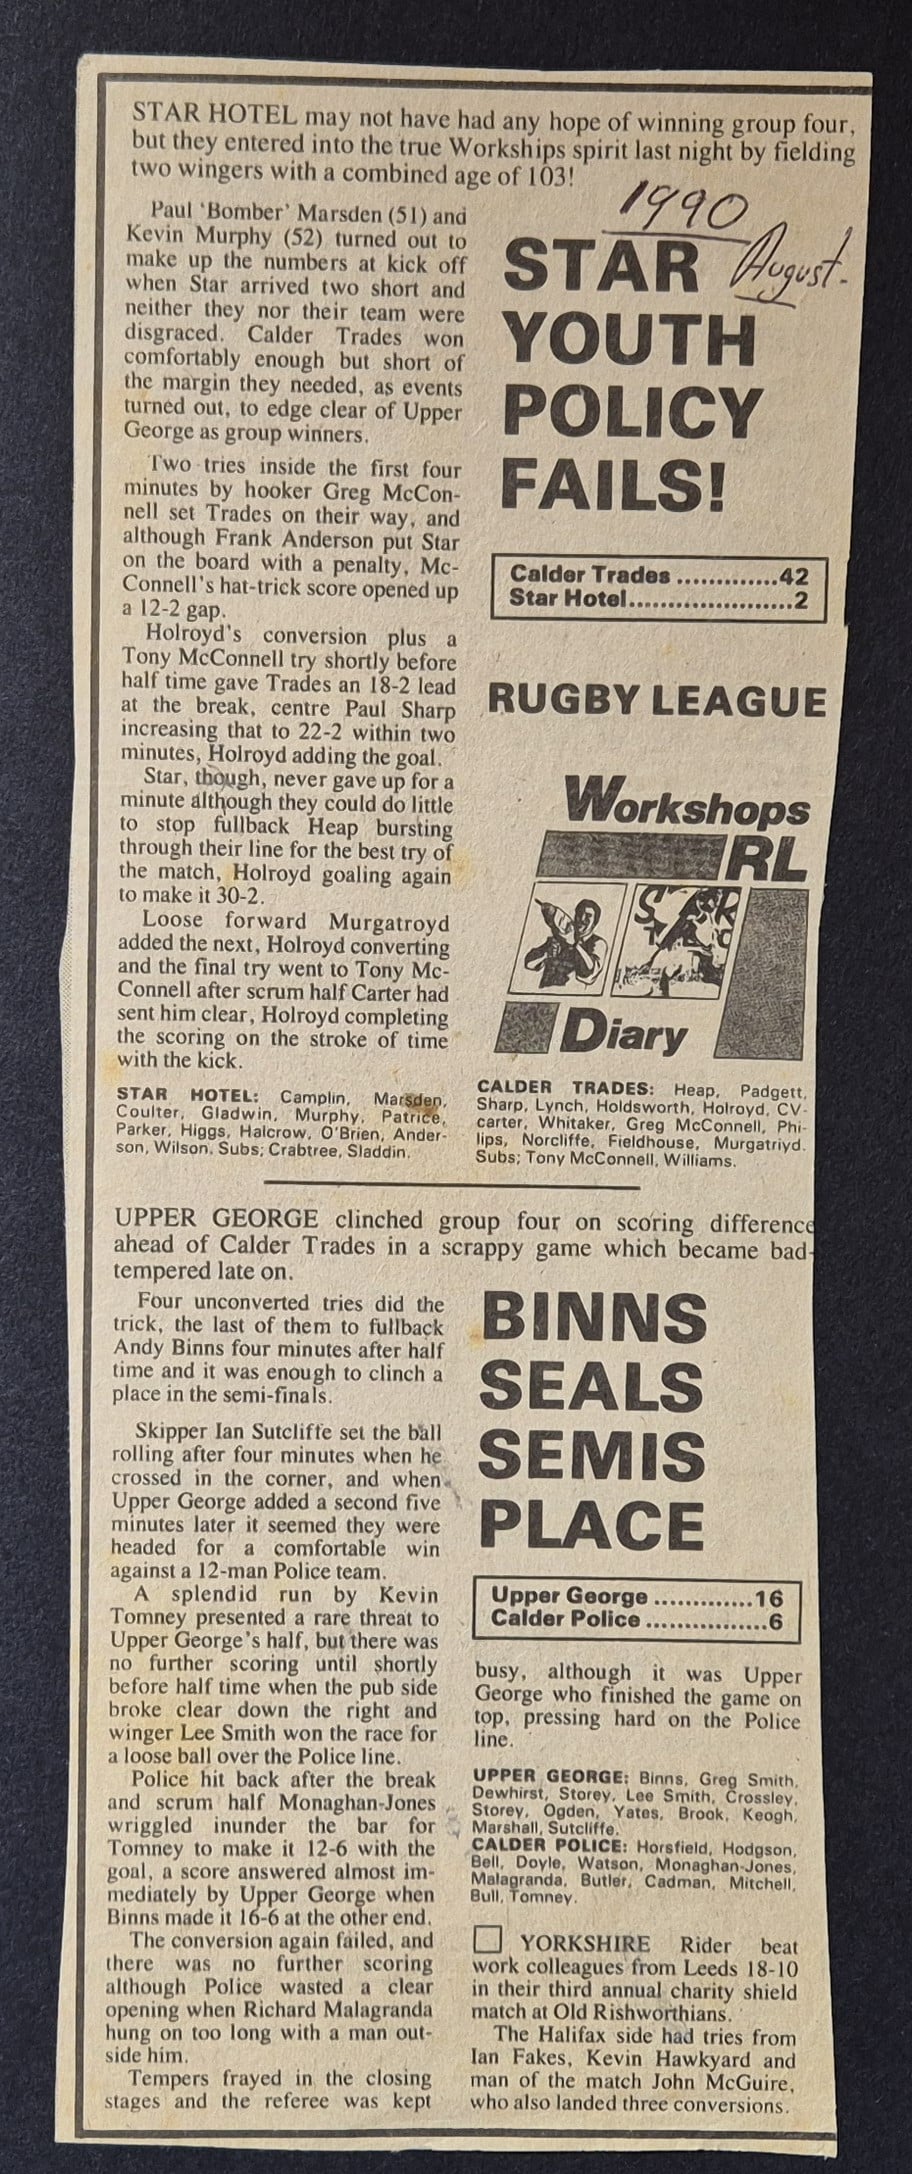 STAR HOTEL may not have had any hope of winning group four,
but they entered into the true Workships spirit last night by fielding
two wingers with a combined age of 103!
1990
August.
Paul 'Bomber' Marsden (51) and
Kevin Murphy (52) turned out to
make up the numbers at kick off
when Star arrived two short and
neither they nor their team were
disgraced. Calder Trades won
comfortably enough but short of
the margin they needed, as events
turned out, to edge clear of Upper
George as group winners.
Two tries inside the first four
minutes by hooker Greg McCon-
nell set Trades on their way, and
although Frank Anderson put Star
on the board with a penalty, Mc-
Connell's hat-trick score opened up
a 12-2 gap.
Holroyd's conversion plus a
Tony McConnell try shortly before
half time gave Trades an 18-2 lead
at the break, centre Paul Sharp
increasing that to 22-2 within two
minutes, Holroyd adding the goal.
Star, though, never gave up for a
minute although they could do little
to stop fullback Heap bursting
through their line for the best try of
the match, Holroyd goaling again
to make it 30-2.
Loose forward Murgatroyd
added the next, Holroyd converting
and the final try went to Tony Mc-
Connell after scrum half Carter had
sent him clear, Holroyd completing
the scoring on the stroke of time
with the kick.
STAR HOTEL: Camplin, Marsden,
Coulter, Gladwin, Murphy, Patrice,
Parker, Higgs, Halcrow, O'Brien, Ander-
son, Wilson. Subs; Crabtree, Sladdin.
STAR
YOUTH
POLICY
FAILS!
Calder Trades .............42
Star Hotel......................2
RUGBY LEAGUE
Workshops
RL
Diary
CALDER TRADES: Heap, Padgett,
Sharp, Lynch, Holdsworth, Holroyd, CV-
carter, Whitaker, Greg McConnell, Phi-
lips, Norcliffe, Fieldhouse, Murgatriyd.
Subs; Tony McConnell, Williams.
UPPER GEORGE clinched group four on scoring difference
ahead of Calder Trades in a scrappy game which became bad-
tempered late on.
Four unconverted tries did the
trick, the last of them to fullback
Andy Binns four minutes after half
time and it was enough to clinch a
place in the semi-finals.
Skipper Ian Sutcliffe set the ball
rolling after four minutes when he
crossed in the corner, and when
Upper George added a second five
minutes later it seemed they were
headed for a comfortable win
against a 12-man Police team.
A splendid run by Kevin
Tomney presented a rare threat to
Upper George's half, but there was
no further scoring until shortly
before half time when the pub side
broke clear down the right and
winger Lee Smith won the race for
a loose ball over the Police line.
Police hit back after the break
and scrum half Monaghan-Jones
wriggled inunder the bar for
Tomney to make it 12-6 with the
goal, a score answered almost im-
mediately by Upper George when
Binns made it 16-6 at the other end.
The conversion again failed, and
there was no further scoring
although Police wasted a clear
opening when Richard Malagranda
hung on too long with a man out-
side him.
Tempers frayed in the closing
stages and the referee was kept
BINNS
SEALS
SEMIS
PLACE
Upper George .............16
Calder Police ................6
busy, although it was Upper
George who finished the game on
top, pressing hard on the Police
line.
UPPER GEORGE: Binns, Greg Smith,
Dewhirst, Storey, Lee Smith, Crossley,
Storey, Ogden, Yates, Brook, Keogh,
Marshall, Sutcliffe.
CALDER POLICE: Horsfield, Hodgson,
Bell, Doyle, Watson, Monaghan-Jones,
Malagranda, Butler, Cadman, Mitchell,
Bull, Tomney.
YORKSHIRE Rider beat
work colleagues from Leeds 18-10
in their third annual charity shield
match at Old Rishworthians.
The Halifax side had tries from
Ian Fakes, Kevin Hawkyard and
man of the match John McGuire,
who also landed three conversions.